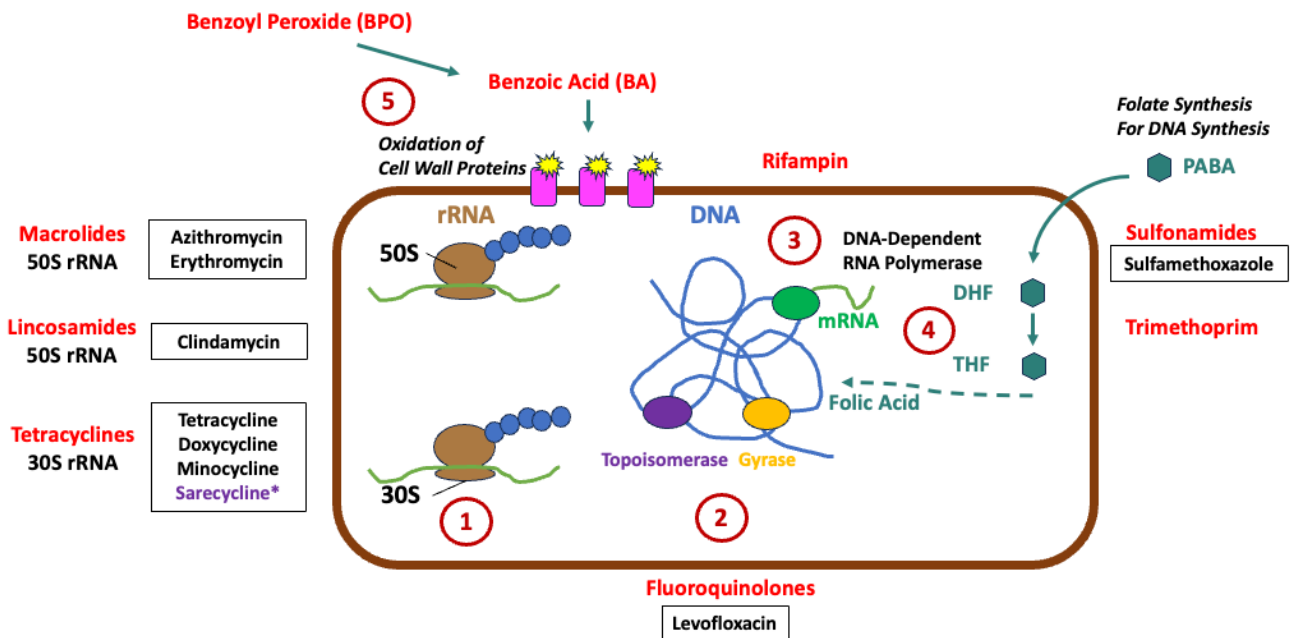 Benzoyl Peroxide (BPO)
Benzoic Acid (BA)
5
Oxidation of
Cell Wall Proteins
Rifampin
Folate Synthesis
For DNA Synthesis
PABA
Macrolides
50S rRNA
Azithromycin
Erythromycin
Lincosamides
50S rRNA
Clindamycin
Tetracyclines
30S rRNA
Tetracycline
Doxycycline
Minocycline
Sarecycline*
rRNA
50S
30S
1
DNA
3
DNA-Dependent
RNA Polymerase
mRNA
4
DHF
THF
Folic Acid
Topoisomerase
Gyrase
2
Sulfonamides
Sulfamethoxazole
Trimethoprim
Fluoroquinolones
Levofloxacin